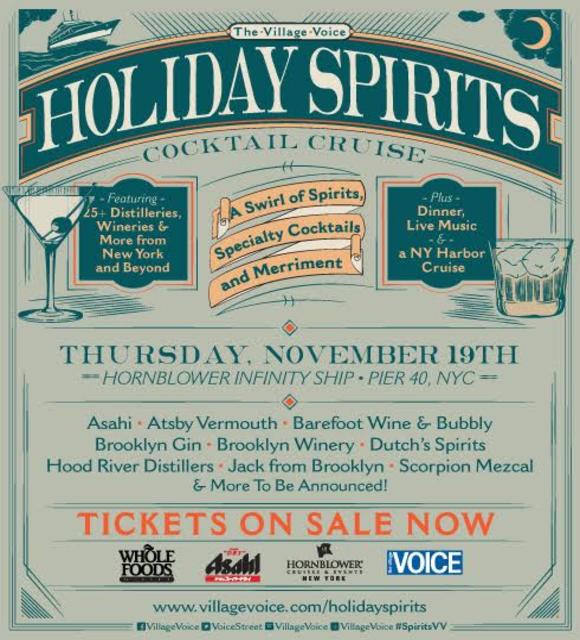 The·Village·Voice
HOLIDAY SPIRITS
COCKTAIL CRUISE
- Featuring -
25+ Distilleries,
Wineries &
More from
New York
and Beyond
A Swirl of Spirits,
Specialty Cocktails
and Merriment
- Plus -
Dinner,
Live Music
- & -
a NY Harbor
Cruise
THURSDAY, NOVEMBER 19TH
HORNBLOWER INFINITY SHIP • PIER 40, NYC
Asahi • Atsby Vermouth • Barefoot Wine & Bubbly
Brooklyn Gin • Brooklyn Winery • Dutch's Spirits
Hood River Distillers • Jack from Brooklyn • Scorpion Mezcal
& More To Be Announced!
TICKETS ON SALE NOW
WHOLE
FOODS
Asahi
HORNBLOWER
CRUISES & EVENTS
NEW YORK
VOICE
www.villagevoice.com/holidayspirits
VillageVoice VoiceStreet VillageVoice VillageVoice #SpiritsVV